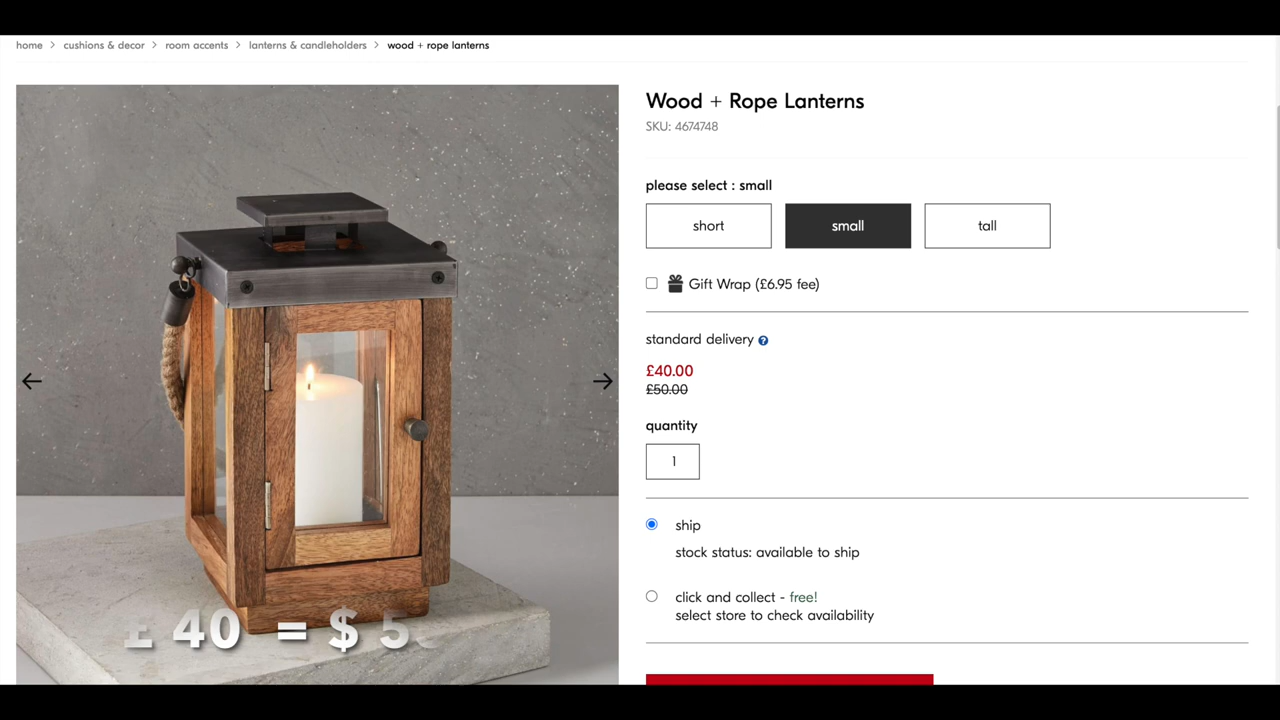 home > cushions & decor > room accents > lanterns & candleholders > wood + rope lanterns
Wood + Rope Lanterns
SKU: 4674748
please select : small
short
small
tall
Gift Wrap (£6.95 fee)
standard delivery ?
£40.00
£50.00
quantity
1
ship
stock status: available to ship
click and collect - free!
select store to check availability
£ 40 = $ 5